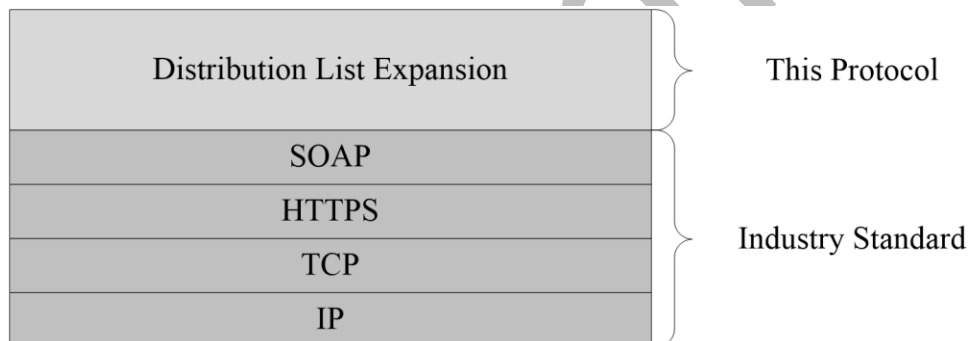 Distribution List Expansion
This Protocol
SOAP
HTTPS
TCP
IP
Industry Standard